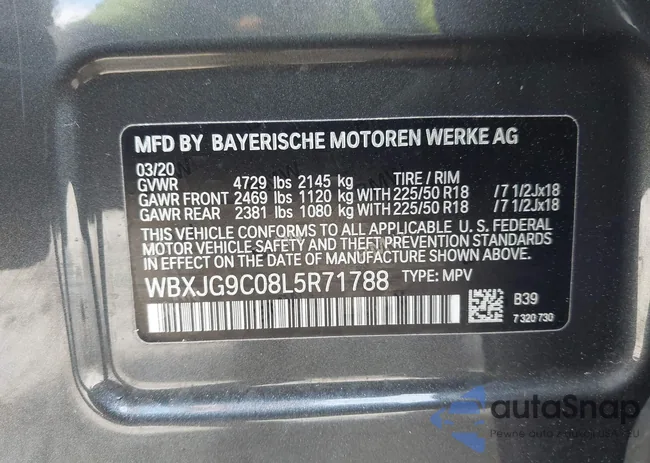 MFD BY BAYERISCHE MOTOREN WERKE AG
03/20
GVWR 4729 lbs 2145 kg TIRE / RIM
GAWR FRONT 2469 lbs 1120 kg WITH 225/50 R18 /7 1/2Jx18
GAWR REAR 2381 lbs 1080 kg WITH 225/50 R18 /7 1/2Jx18
THIS VEHICLE CONFORMS TO ALL APPLICABLE U. S. FEDERAL
MOTOR VEHICLE SAFETY AND THEFT PREVENTION STANDARDS
IN EFFECT ON THE DATE OF MANUFACTURE SHOWN ABOVE.
WBXJG9C08L5R71788 TYPE: MPV
B39
7 320 730
autoSnap
Pewne auto z autoryzacji